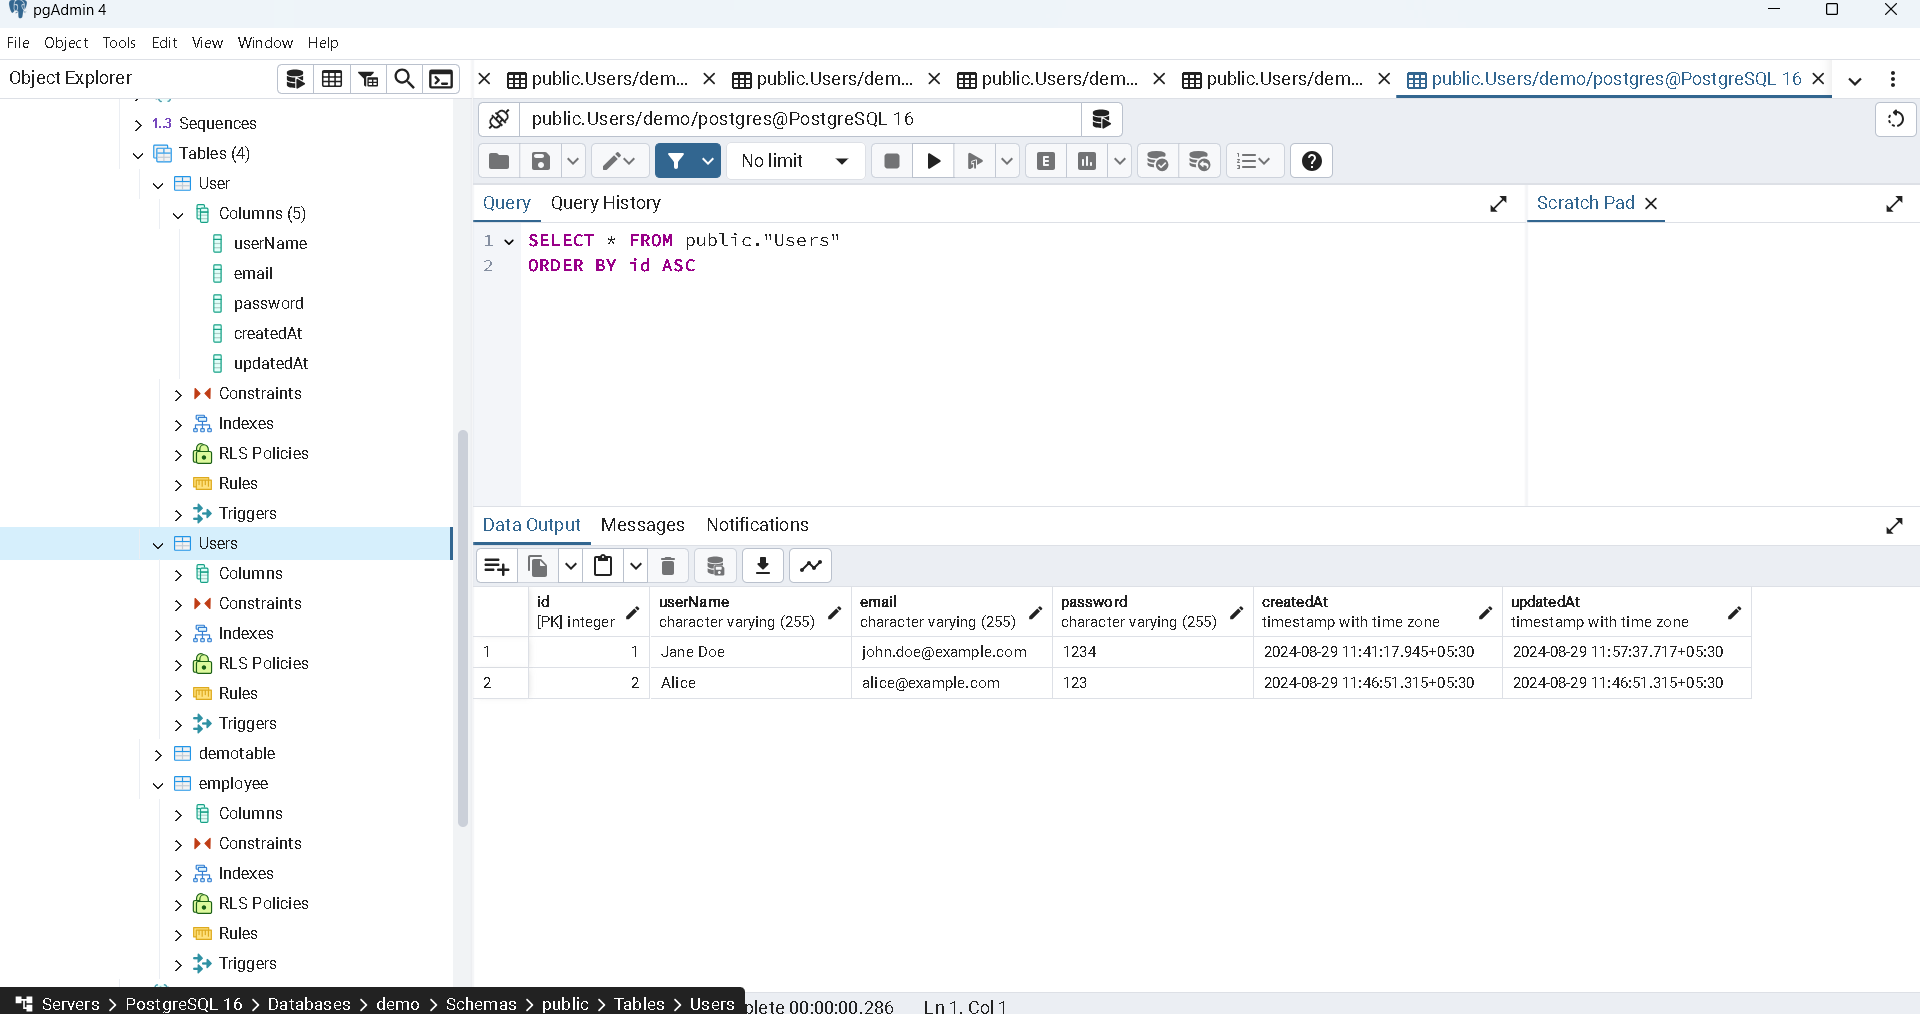 pgAdmin 4
File Object Tools Edit View Window Help
Object Explorer
public.Users/dem... public.Users/dem... public.Users/dem... public.Users/dem... public.Users/demo/postgres@PostgreSQL 16
public.Users/demo/postgres@PostgreSQL 16
No limit
E
Query Query History
Scratch Pad
1 SELECT * FROM public."Users"
2 ORDER BY id ASC
1.3 Sequences
Tables (4)
User
Columns (5)
userName
email
password
createdAt
updatedAt
Constraints
Indexes
RLS Policies
Rules
Triggers
Users
Columns
Constraints
Indexes
RLS Policies
Rules
Triggers
demotable
employee
Columns
Constraints
Indexes
RLS Policies
Rules
Triggers
Data Output Messages Notifications
id userName email password createdAt updatedAt
[PK] integer character varying (255) character varying (255) character varying (255) timestamp with time zone timestamp with time zone
1 1 Jane Doe john.doe@example.com 1234 2024-08-29 11:41:17.945+05:30 2024-08-29 11:57:37.717+05:30
2 2 Alice alice@example.com 123 2024-08-29 11:46:51.315+05:30 2024-08-29 11:46:51.315+05:30
Servers > PostgreSQL 16 > Databases > demo > Schemas > public > Tables > Users
plete 00:00:00.286 Ln 1, Col 1